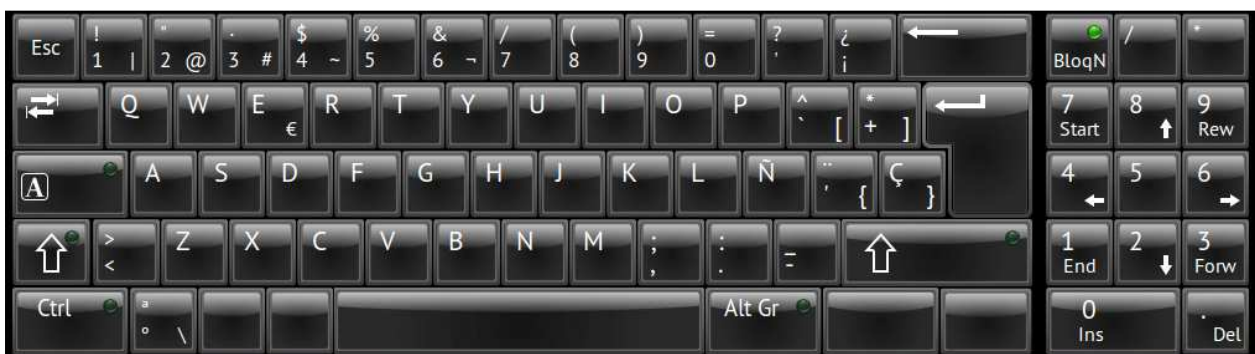 Esc ! 1 | " 2 @ · 3 # $ 4 ~ % 5 & 6 ¬ / 7 ( 8 ) 9 = 0 ? ' ¿ ¡ BloqN / *
Q W E € R T Y U I O P ^ ` [ * + ] 7 Start 8 9 Rew
A A S D F G H J K L Ñ ¨ ' { Ç } 4 5 6
> < Z X C V B N M ; , : . _ - 1 End 2 3 Forw
Ctrl ª º \ Alt Gr 0 Ins . Del